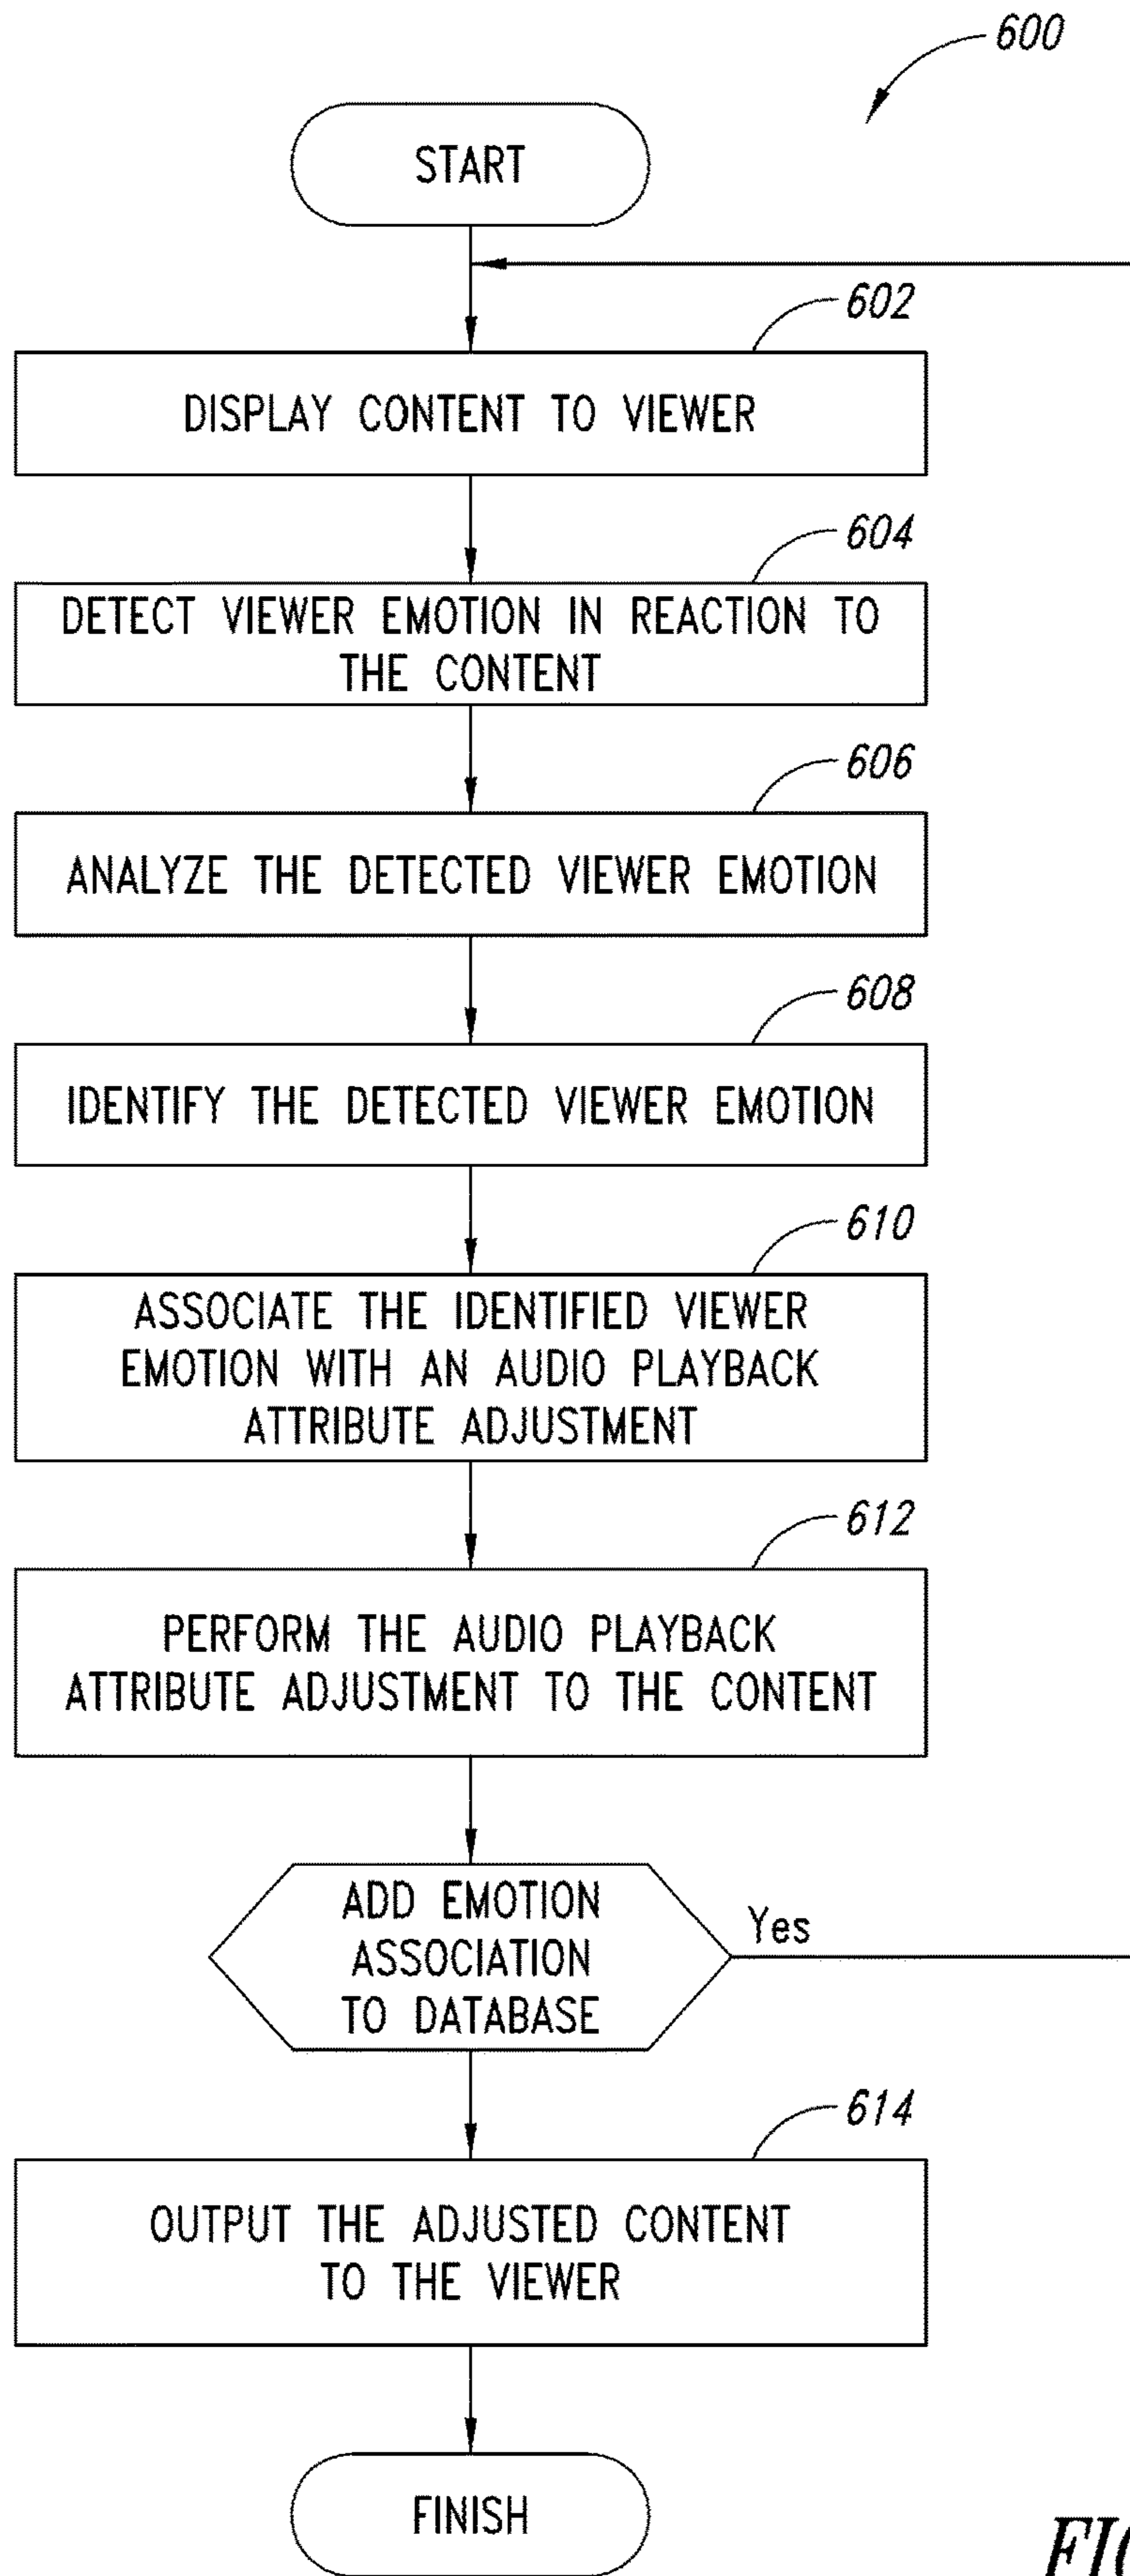 600
START
602
DISPLAY CONTENT TO VIEWER
604
DETECT VIEWER EMOTION IN REACTION TO
THE CONTENT
606
ANALYZE THE DETECTED VIEWER EMOTION
608
IDENTIFY THE DETECTED VIEWER EMOTION
610
ASSOCIATE THE IDENTIFIED VIEWER
EMOTION WITH AN AUDIO PLAYBACK
ATTRIBUTE ADJUSTMENT
612
PERFORM THE AUDIO PLAYBACK
ATTRIBUTE ADJUSTMENT TO THE CONTENT
ADD EMOTION
ASSOCIATION
TO DATABASE
Yes
614
OUTPUT THE ADJUSTED CONTENT
TO THE VIEWER
FINISH